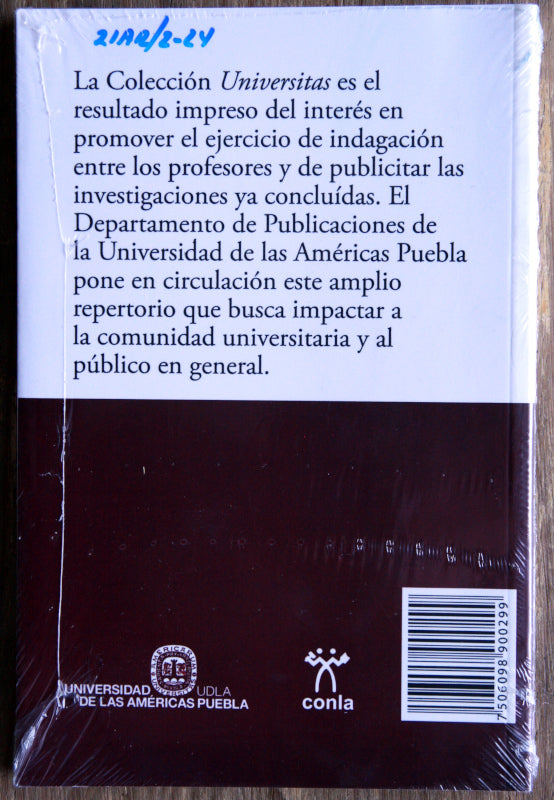 21AR/2-24
La Colección Universitas es el
resultado impreso del interés en
promover el ejercicio de indagación
entre los profesores y de publicitar las
investigaciones ya concluídas. El
Departamento de Publicaciones de
la Universidad de las Américas Puebla
pone en circulación este amplio
repertorio que busca impactar a
la comunidad universitaria y al
público en general.
UNIVERSIDAD UDLA
DE LAS AMÉRICAS PUEBLA
conla
7 506098 900299